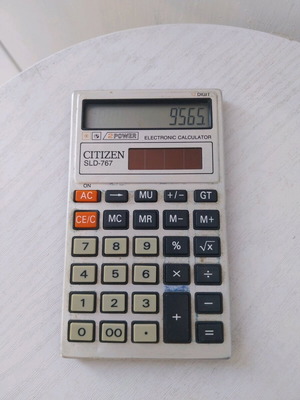 DIGIT
9565.
2 POWER
ELECTRONIC CALCULATOR
CITIZEN
SLD-767
ON
AC → MU +/- GT
CE/C MC MR M- M+
7 8 9 % √x
4 5 6 × ÷
1 2 3 + −
0 00 · =